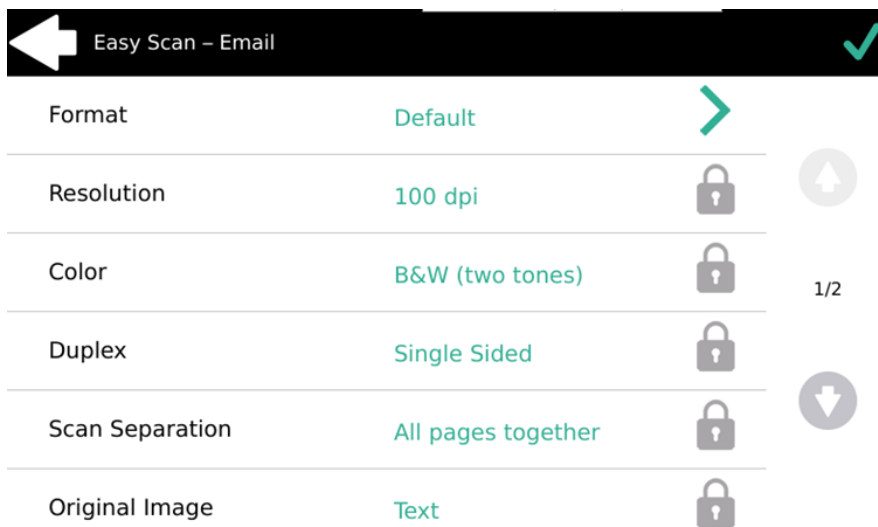 Easy Scan – Email
Format Default
Resolution 100 dpi
Color B&W (two tones)
1/2
Duplex Single Sided
Scan Separation All pages together
Original Image Text